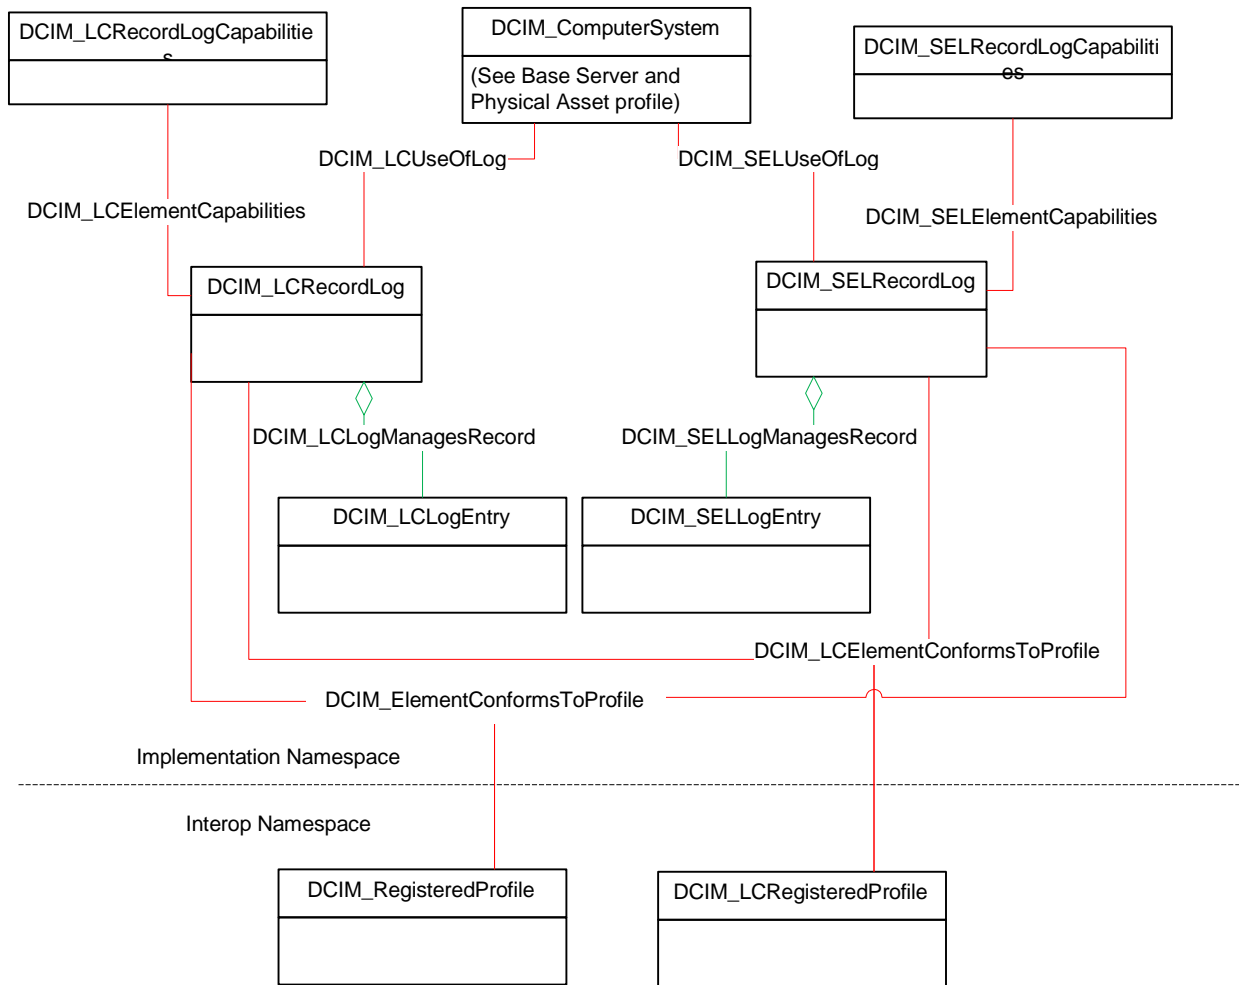 DCIM_LCRecordLogCapabilitie
s
DCIM_ComputerSystem
(See Base Server and
Physical Asset profile)
DCIM_SELRecordLogCapabiliti
es
DCIM_LCUseOfLog
DCIM_SELUseOfLog
DCIM_LCElementCapabilities
DCIM_SELElementCapabilities
DCIM_LCRecordLog
DCIM_SELRecordLog
DCIM_LCLogManagesRecord
DCIM_SELLogManagesRecord
DCIM_LCLogEntry
DCIM_SELLogEntry
DCIM_LCElementConformsToProfile
DCIM_ElementConformsToProfile
Implementation Namespace
Interop Namespace
DCIM_RegisteredProfile
DCIM_LCRegisteredProfile